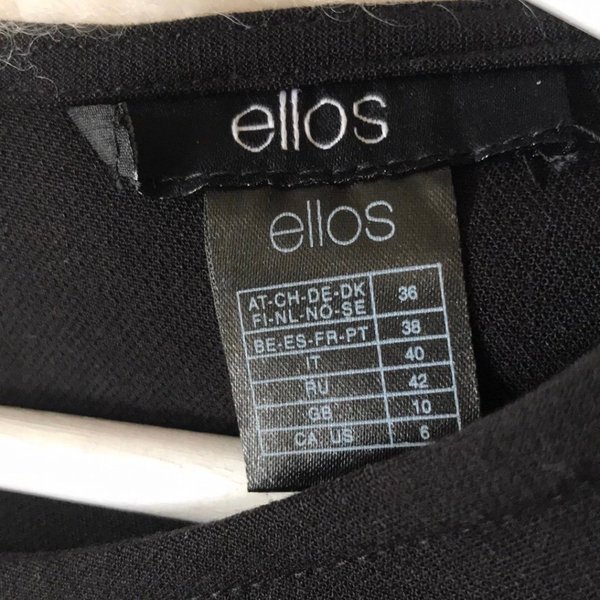 ellos
ellos
AT-CH-DE-DK
FI-NL-NO-SE 36
BE-ES-FR-PT 38
IT 40
RU 42
GB 10
CA, US 6